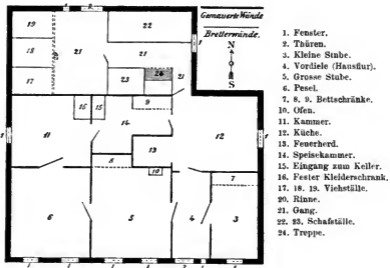 Gemauerte Wände
Bretterwände.
N
S
1. Fenster.
2. Thüren.
3. Kleine Stube.
4. Vordiele (Hausflur).
5. Grosse Stube.
6. Pesel.
7. 8. 9. Bettschränke.
10. Ofen.
11. Kammer.
12. Küche.
13. Feuerherd.
14. Speisekammer.
15. Eingang zum Keller.
16. Fester Kleiderschrank.
17. 18. 19. Viehställe.
20. Rinne.
21. Gang.
22. 23. Schafställe.
24. Treppe.
1 2
19
22
18
20
21
21
17
23
24
21
15 15
9
14
11
13
12
8
10
7
6
5
4
3